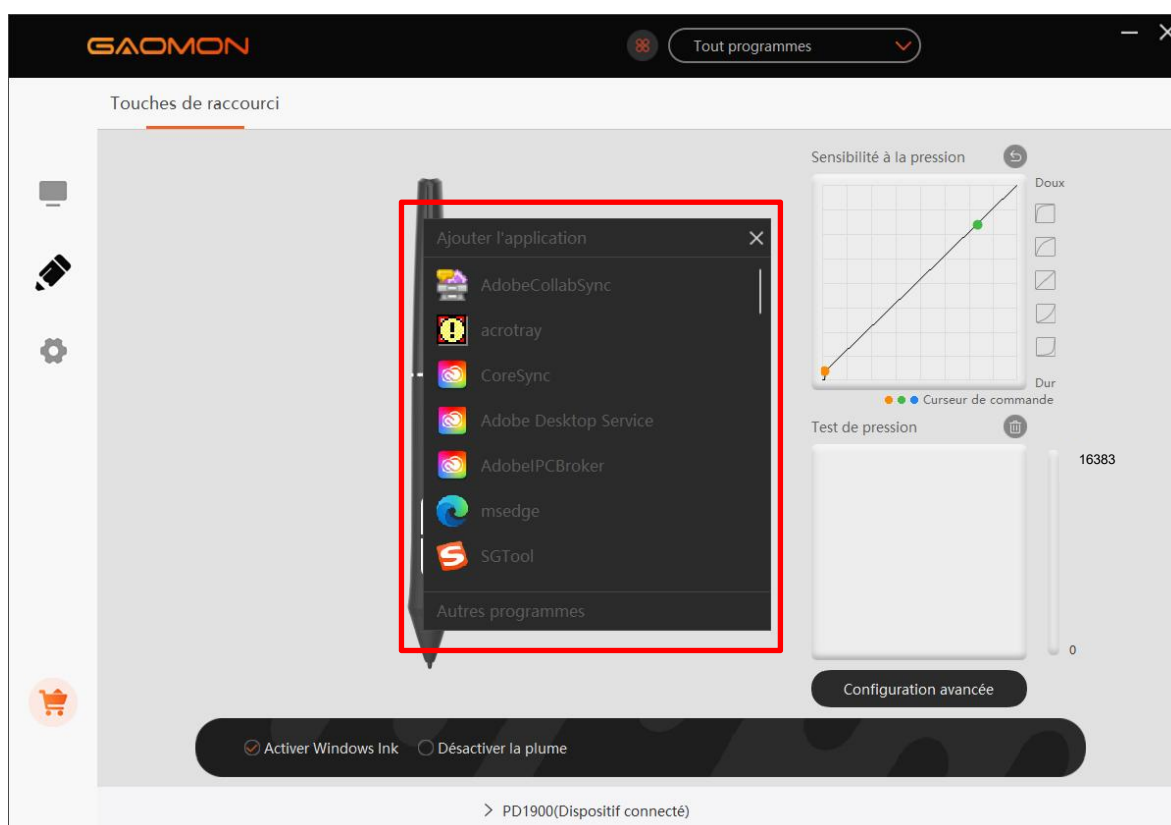 GAOMON
Tout programmes
Touches de raccourci
Sensibilité à la pression
Doux
Ajouter l'application
AdobeCollabSync
acrotray
CoreSync
Adobe Desktop Service
AdobeIPCBroker
msedge
SGTool
Autres programmes
Dur
Curseur de commande
Test de pression
16383
0
Configuration avancée
Activer Windows Ink
Désactiver la plume
PD1900(Dispositif connecté)